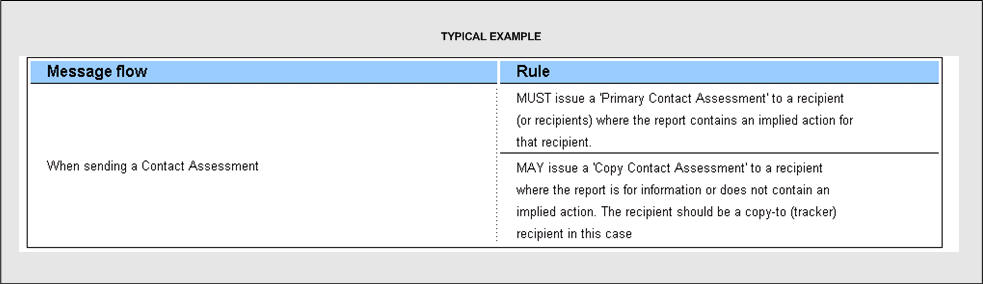 TYPICAL EXAMPLE
Message flow
Rule
When sending a Contact Assessment
MUST issue a 'Primary Contact Assessment' to a recipient
(or recipients) where the report contains an implied action for
that recipient.
MAY issue a 'Copy Contact Assessment' to a recipient
where the report is for information or does not contain an
implied action. The recipient should be a copy-to (tracker)
recipient in this case